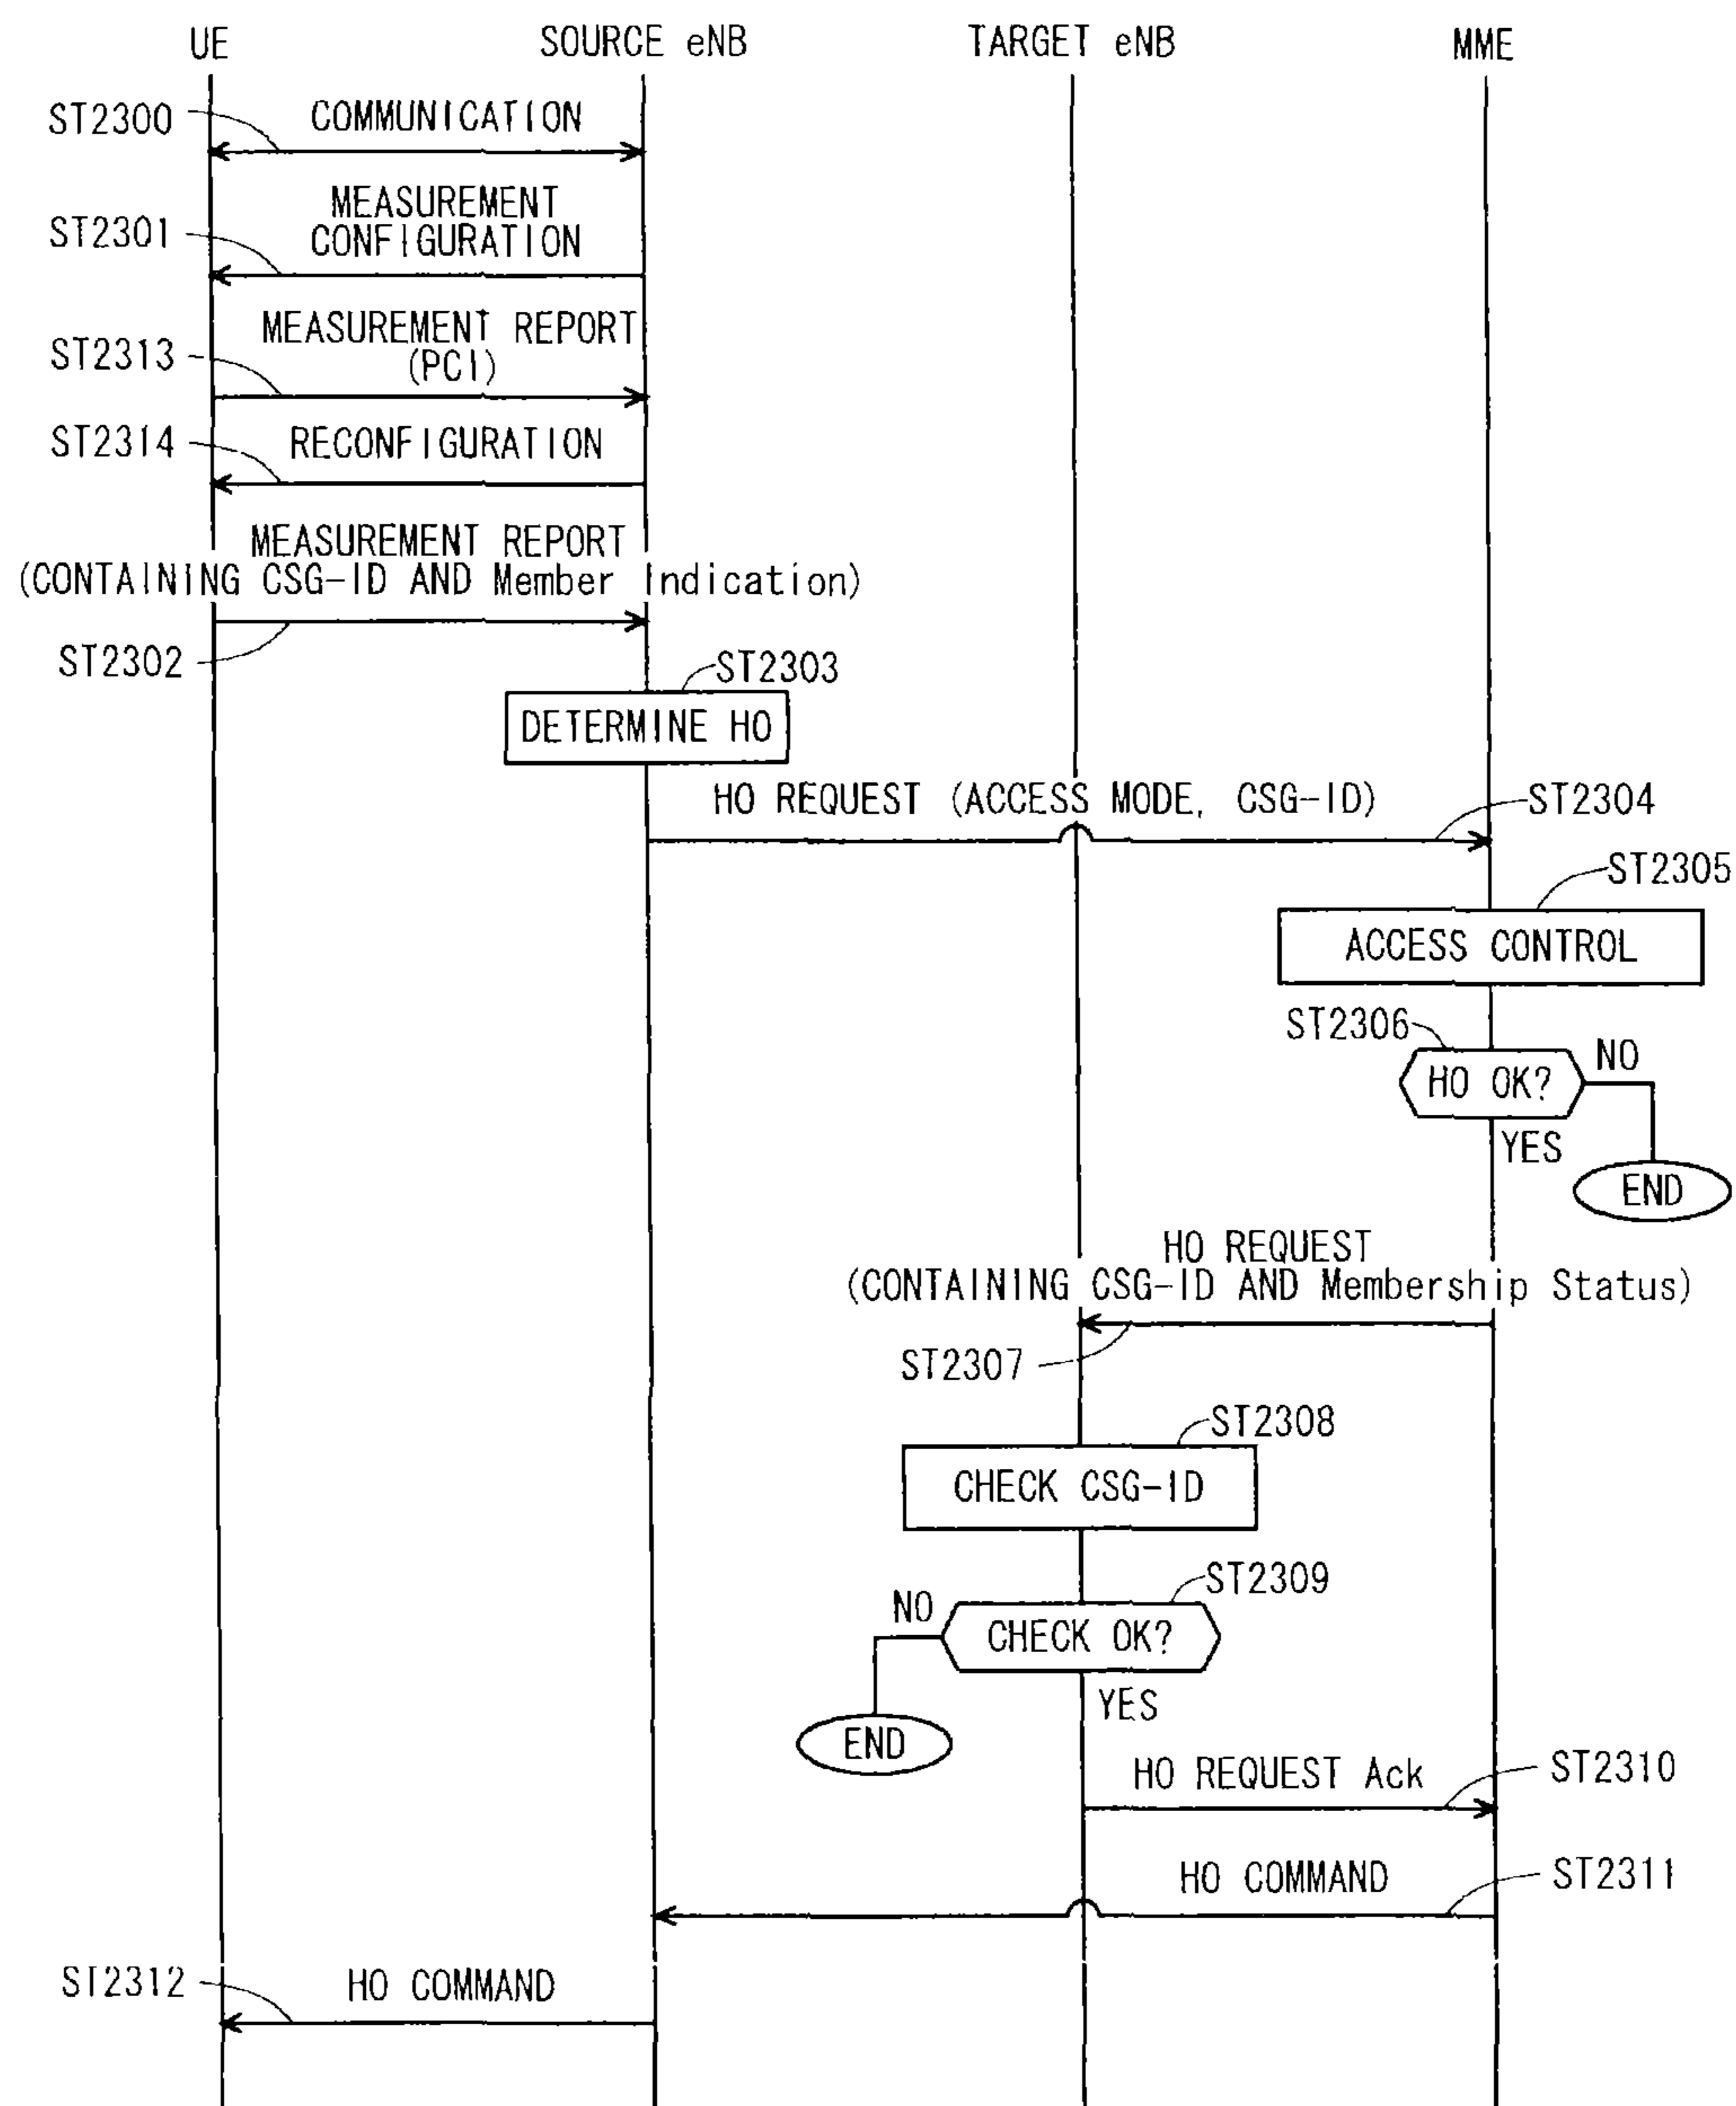 UE
SOURCE eNB
TARGET eNB
MME
ST2300
COMMUNICATION
MEASUREMENT
ST2301
CONFIGURATION
MEASUREMENT REPORT
ST2313
(PCI)
ST2314
RECONFIGURATION
MEASUREMENT REPORT
(CONTAINING CSG-ID AND Member Indication)
ST2302
ST2303
DETERMINE HO
HO REQUEST (ACCESS MODE, CSG-ID)
ST2304
ST2305
ACCESS CONTROL
ST2306
HO OK?
NO
YES
END
HO REQUEST
(CONTAINING CSG-ID AND Membership Status)
ST2307
ST2308
CHECK CSG-ID
ST2309
NO
CHECK OK?
YES
END
HO REQUEST Ack
ST2310
HO COMMAND
ST2311
ST2312
HO COMMAND